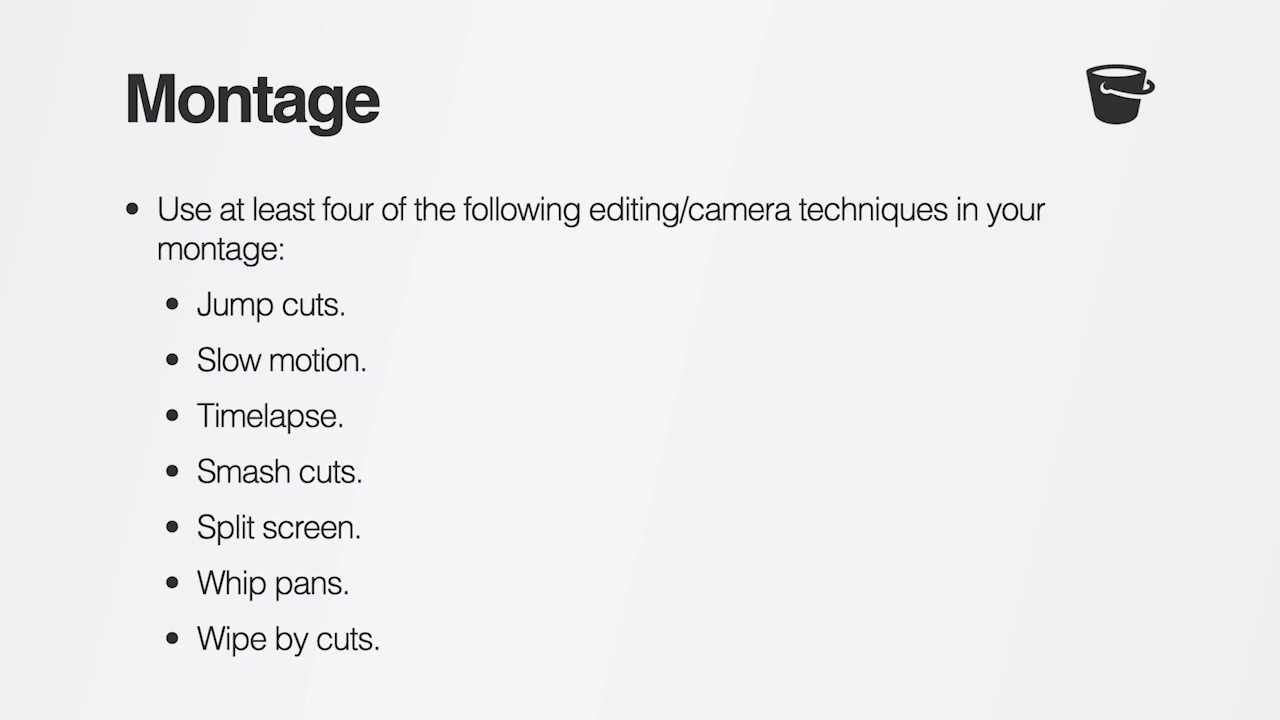 Montage
• Use at least four of the following editing/camera techniques in your
montage:
• Jump cuts.
• Slow motion.
• Timelapse.
• Smash cuts.
• Split screen.
• Whip pans.
• Wipe by cuts.